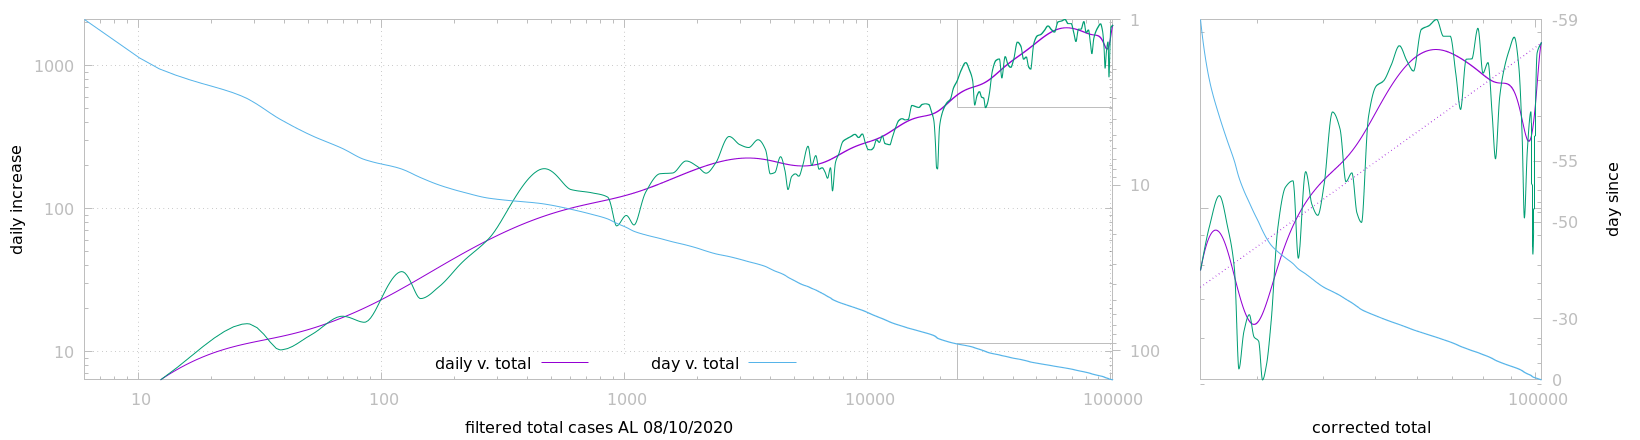 1
-59
1000
daily increase
-55
day since
10
100
-50
-30
10
daily v. total
day v. total
100
0
10
100
1000
10000
100000
100000
filtered total cases AL 08/10/2020
corrected total